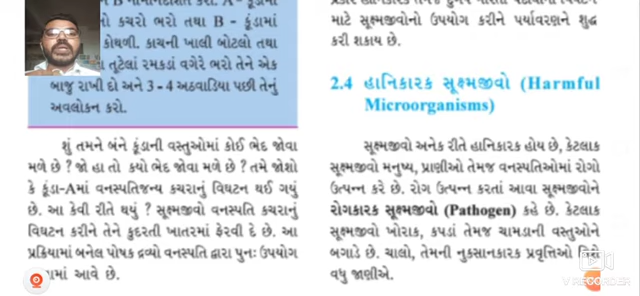 ો કચરો ભરો તથા B - કૂંડામાં
કોથળી. કાચની ખાલી બોટલો તથા
તૂટેલાં રમકડાં વગેરે ભરો તેને એક
બાજુ રાખી દો અને 3 - 4 અઠવાડિયા પછી તેનું
અવલોકન કરો.
શું તમને બંને કૂંડાની વસ્તુઓમાં કોઈ ભેદ જોવા
મળે છે ? જો હા તો કયો ભેદ જોવા મળે છે ? તમે જોશો
કે કૂંડા-Aમાં વનસ્પતિજન્ય કચરાનું વિઘટન થઈ ગયું
છે. આ કેવી રીતે થયું ? સૂક્ષ્મજીવો વનસ્પતિ કચરાનું
વિઘટન કરીને તેને કુદરતી ખાતરમાં ફેરવી દે છે. આ
પ્રક્રિયામાં બનેલ પોષક દ્રવ્યો વનસ્પતિ દ્વારા પુનઃ ઉપયોગ
માં આવે છે.
માટે સૂક્ષ્મજીવોનો ઉપયોગ કરીને પર્યાવરણને શુદ્ધ
કરી શકાય છે.
2.4 હાનિકારક સૂક્ષ્મજીવો (Harmful
Microorganisms)
સૂક્ષ્મજીવો અનેક રીતે હાનિકારક હોય છે, કેટલાક
સૂક્ષ્મજીવો મનુષ્ય, પ્રાણીઓ તેમજ વનસ્પતિઓમાં રોગો
ઉત્પન્ન કરે છે. રોગ ઉત્પન્ન કરતાં આવા સૂક્ષ્મજીવોને
રોગકારક સૂક્ષ્મજીવો (Pathogen) કહે છે. કેટલાક
સૂક્ષ્મજીવો ખોરાક, કપડાં તેમજ ચામડાની વસ્તુઓને
બગાડે છે. ચાલો, તેમની નુકસાનકારક પ્રવૃત્તિઓ વિશે
વધુ જાણીએ.
VIRECORDER